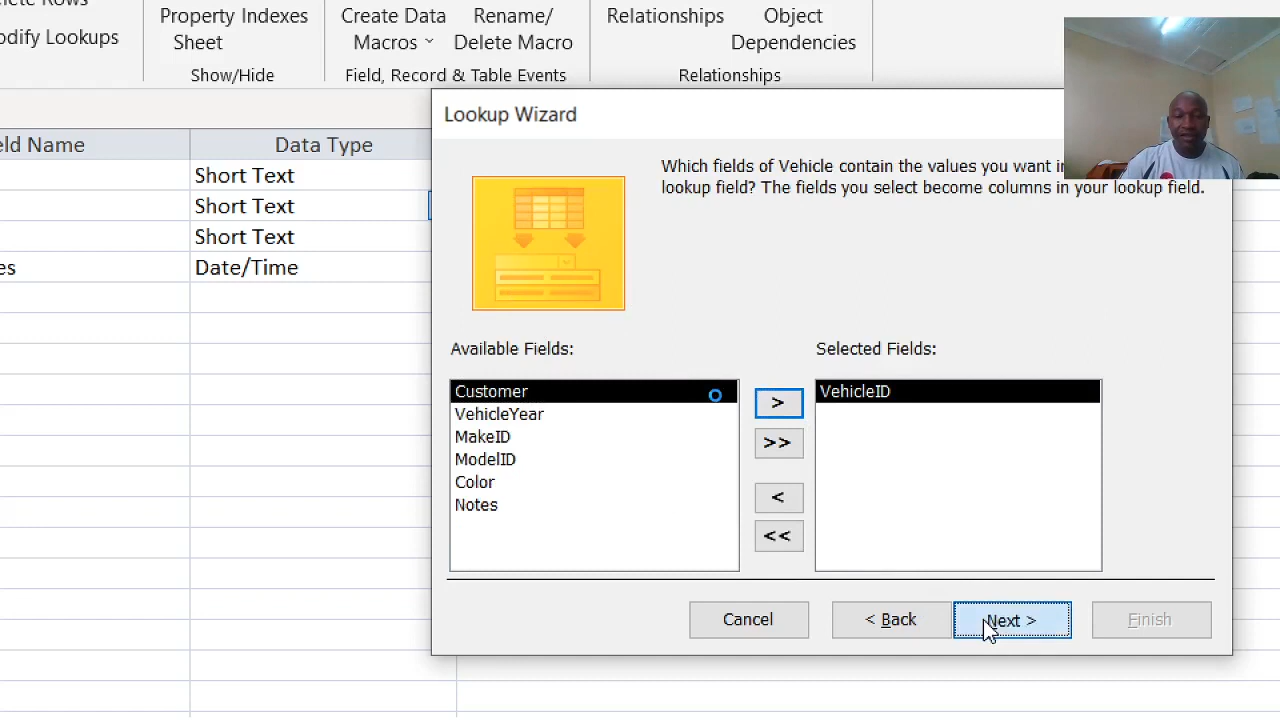 Property Indexes
Sheet
Show/Hide
Create Data
Macros
Rename/
Delete Macro
Field, Record & Table Events
Relationships
Object
Dependencies
Relationships
Lookups
Name
Data Type
Short Text
Short Text
Short Text
Date/Time
Lookup Wizard
Which fields of Vehicle contain the values you want
lookup field? The fields you select become columns in your lookup field.
Available Fields:
Customer
VehicleYear
MakeID
ModelID
Color
Notes
>
>>
<
<<
Selected Fields:
VehicleID
Cancel
< Back
Next >
Finish